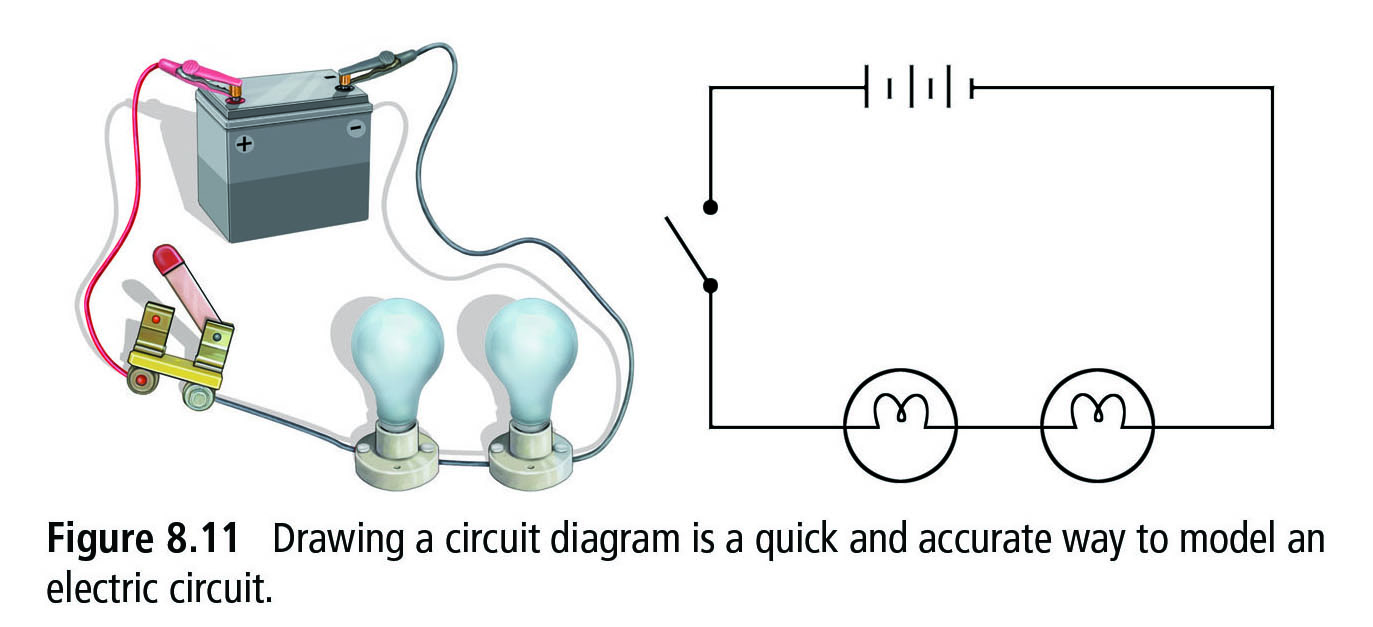 +
-
-
Figure 8.11 Drawing a circuit diagram is a quick and accurate way to model an
electric circuit.